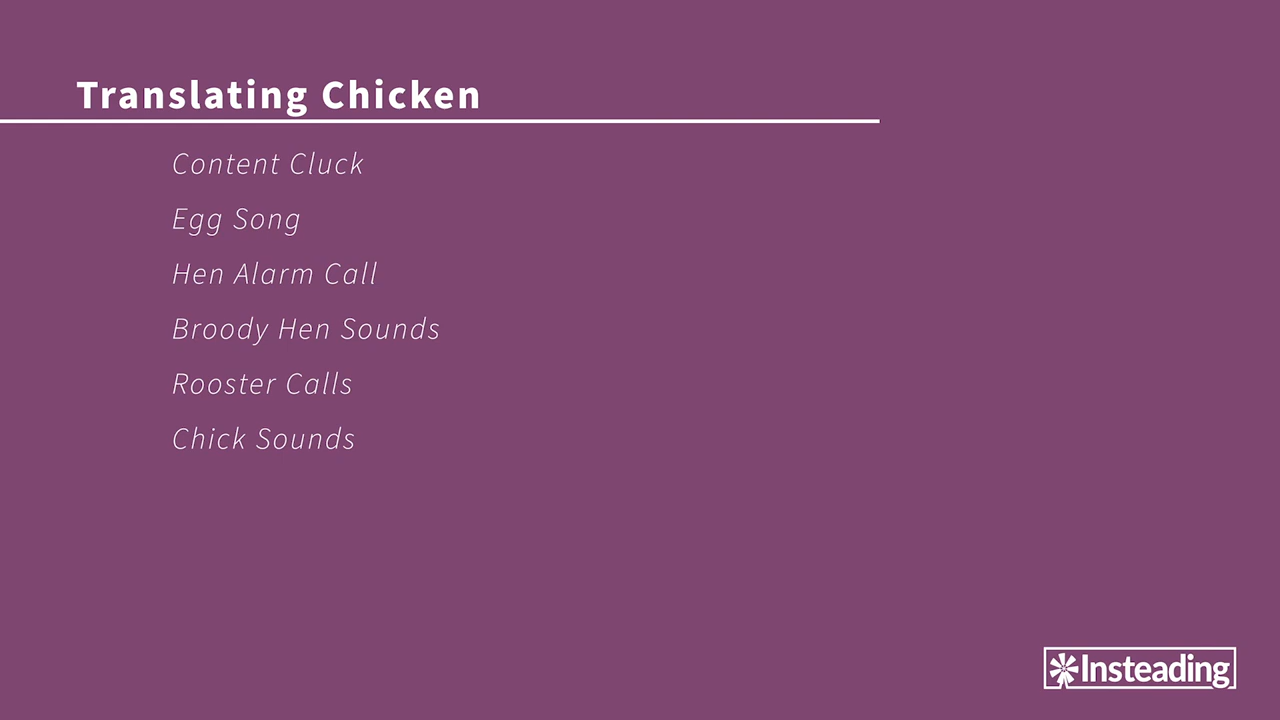 Translating Chicken
Content Cluck
Egg Song
Hen Alarm Call
Broody Hen Sounds
Rooster Calls
Chick Sounds
Insteading